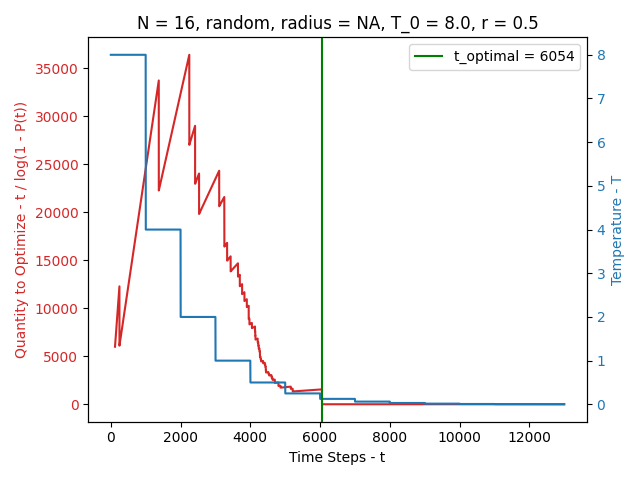 N = 16, random, radius = NA, T_0 = 8.0, r = 0.5
t_optimal = 6054
Quantity to Optimize - t / log(1 - P(t))
35000
30000
25000
20000
15000
10000
5000
0
8
7
6
5
4
3
2
1
0
Temperature - T
0 2000 4000 6000 8000 10000 12000
Time Steps - t